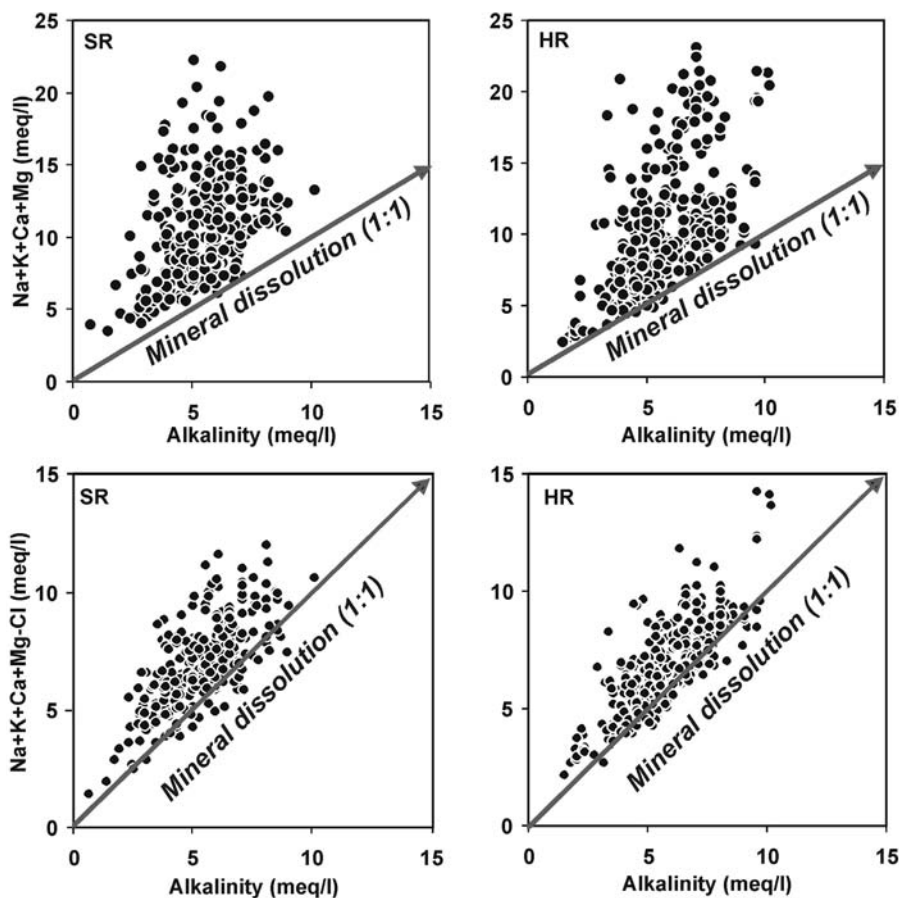 25
SR
20
15
10
5
0
Na+K+Ca+Mg (meq/l)
Mineral dissolution (1:1)
0 5 10 15
Alkalinity (meq/l)
25
HR
20
15
10
5
0
Mineral dissolution (1:1)
0 5 10 15
Alkalinity (meq/l)
15
SR
10
5
0
Na+K+Ca+Mg-Cl (meq/l)
Mineral dissolution (1:1)
0 5 10 15
Alkalinity (meq/l)
15
HR
10
5
0
Mineral dissolution (1:1)
0 5 10 15
Alkalinity (meq/l)